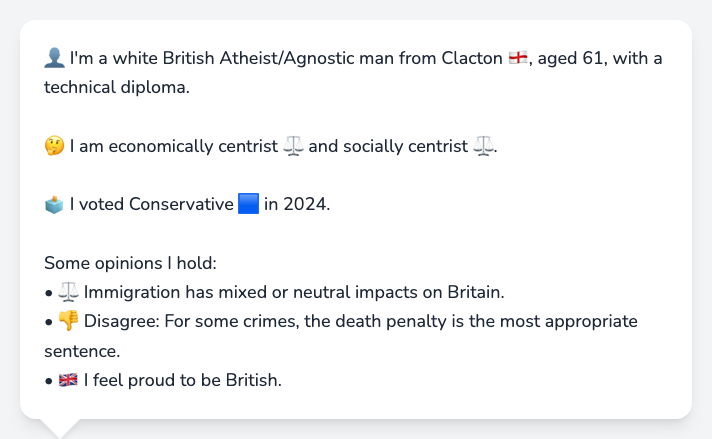 👤 I'm a white British Atheist/Agnostic man from Clacton 🏴󠁧󠁢󠁥󠁮󠁧󠁿, aged 61, with a
technical diploma.
🤔 I am economically centrist ⚖️ and socially centrist ⚖️.
🗳️ I voted Conservative 🟦 in 2024.
Some opinions I hold:
• ⚖️ Immigration has mixed or neutral impacts on Britain.
• 👎 Disagree: For some crimes, the death penalty is the most appropriate
sentence.
• 🇬🇧 I feel proud to be British.